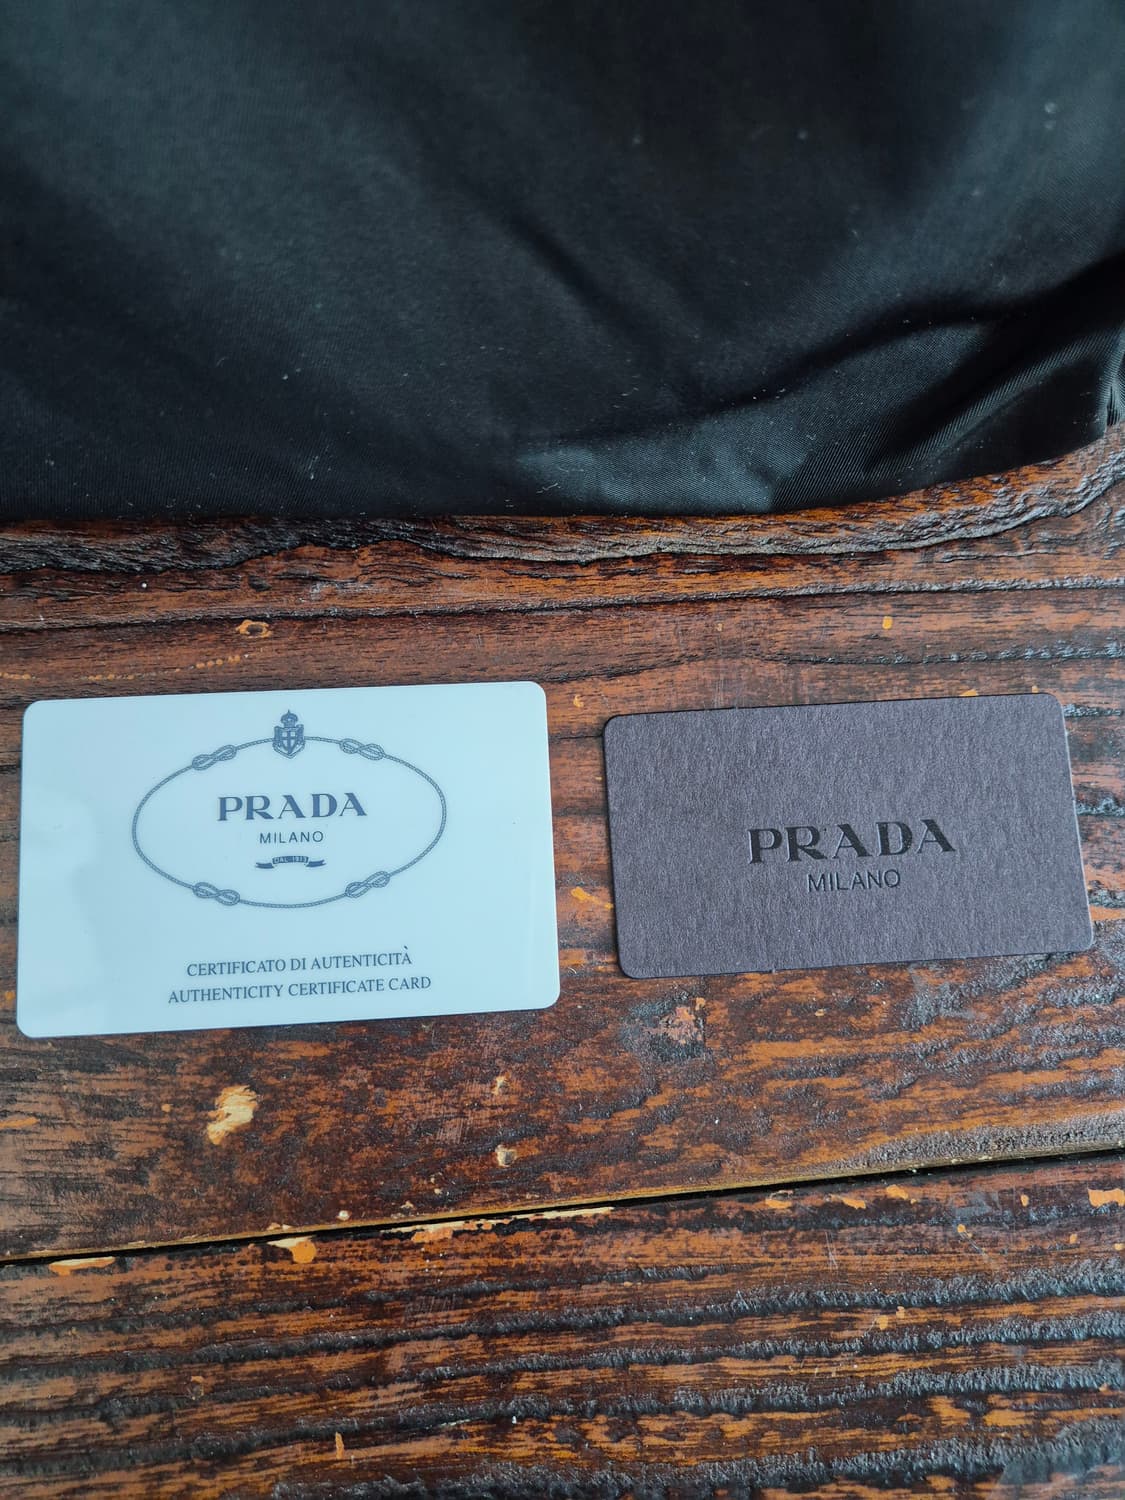 PRADA
MILANO
DAL 1913
CERTIFICATO DI AUTENTICITÀ
AUTHENTICITY CERTIFICATE CARD
PRADA
MILANO